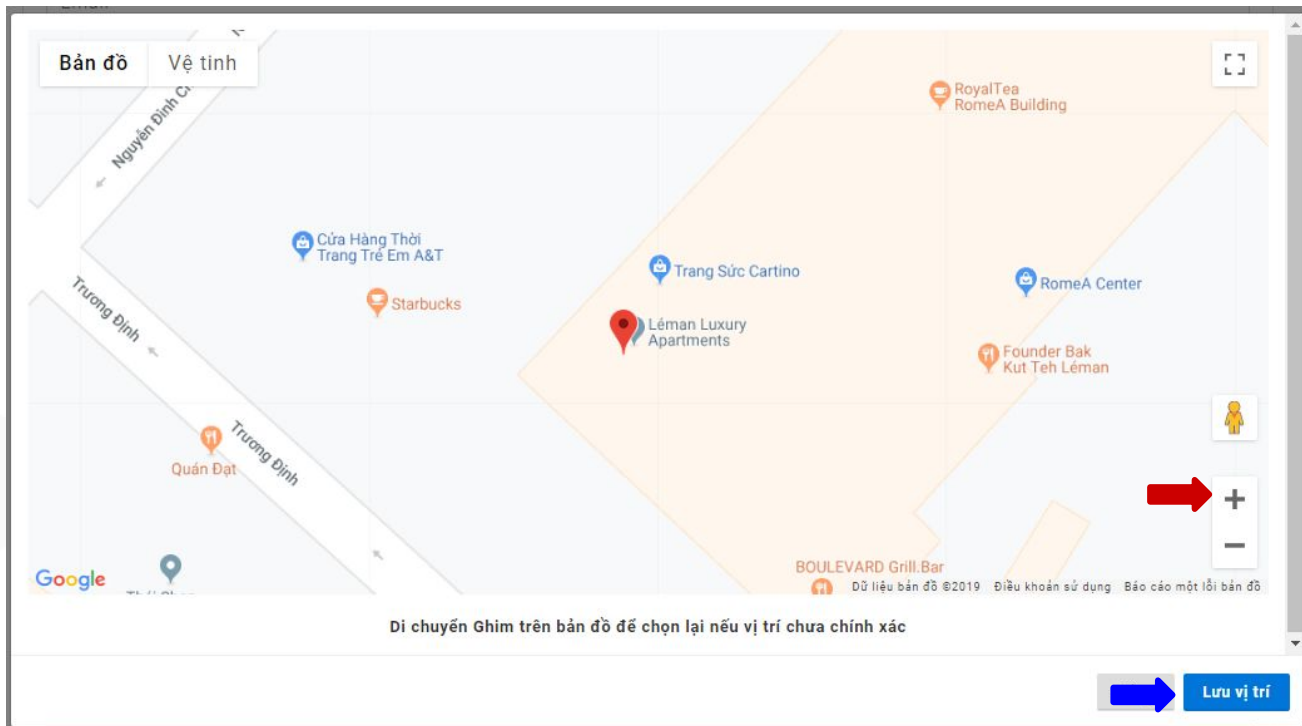 Bản đồ
Vệ tinh
RoyalTea
RomeA Building
Cửa Hàng Thời
Trang Trẻ Em A&T
Trang Sức Cartino
RomeA Center
Starbucks
Trương Định
Léman Luxury
Apartments
Founder Bak
Kut Teh Léman
Trương Định
Quán Đạt
BOULEVARD Grill.Bar
Google
Dữ liệu bản đồ ©2019
Điều khoản sử dụng
Báo cáo một lỗi bản đồ
Nguyễn Đình
Di chuyển Ghim trên bản đồ để chọn lại nếu vị trí chưa chính xác
Lưu vị trí